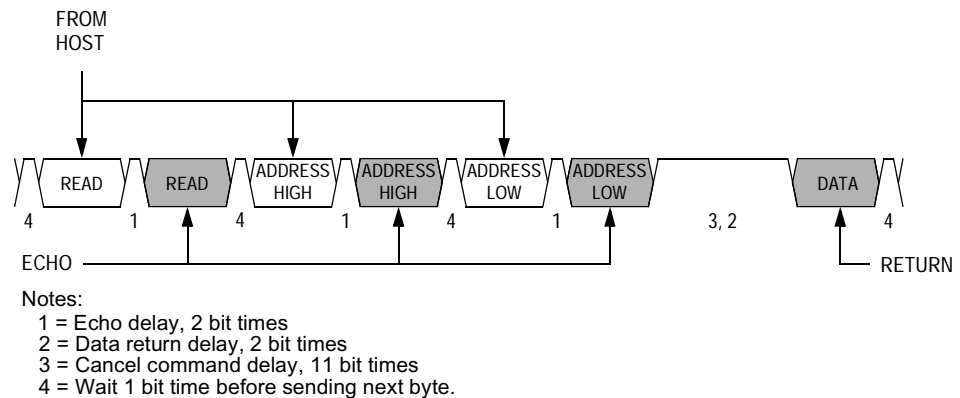 FROM
HOST
READ
READ
ADDRESS
HIGH
ADDRESS
HIGH
ADDRESS
LOW
ADDRESS
LOW
DATA
4 1 4 1 4 1 3, 2 4
ECHO
RETURN
Notes:
1 = Echo delay, 2 bit times
2 = Data return delay, 2 bit times
3 = Cancel command delay, 11 bit times
4 = Wait 1 bit time before sending next byte.